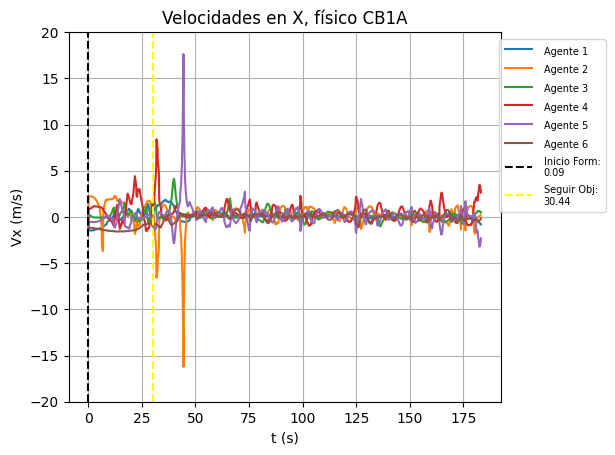 Velocidades en X, físico CB1A
20
15
10
5
0
−5
−10
−15
−20
Vx (m/s)
0
25
50
75
100
125
150
175
t (s)
Agente 1
Agente 2
Agente 3
Agente 4
Agente 5
Agente 6
Inicio Form:
0.09
Seguir Obj:
30.44